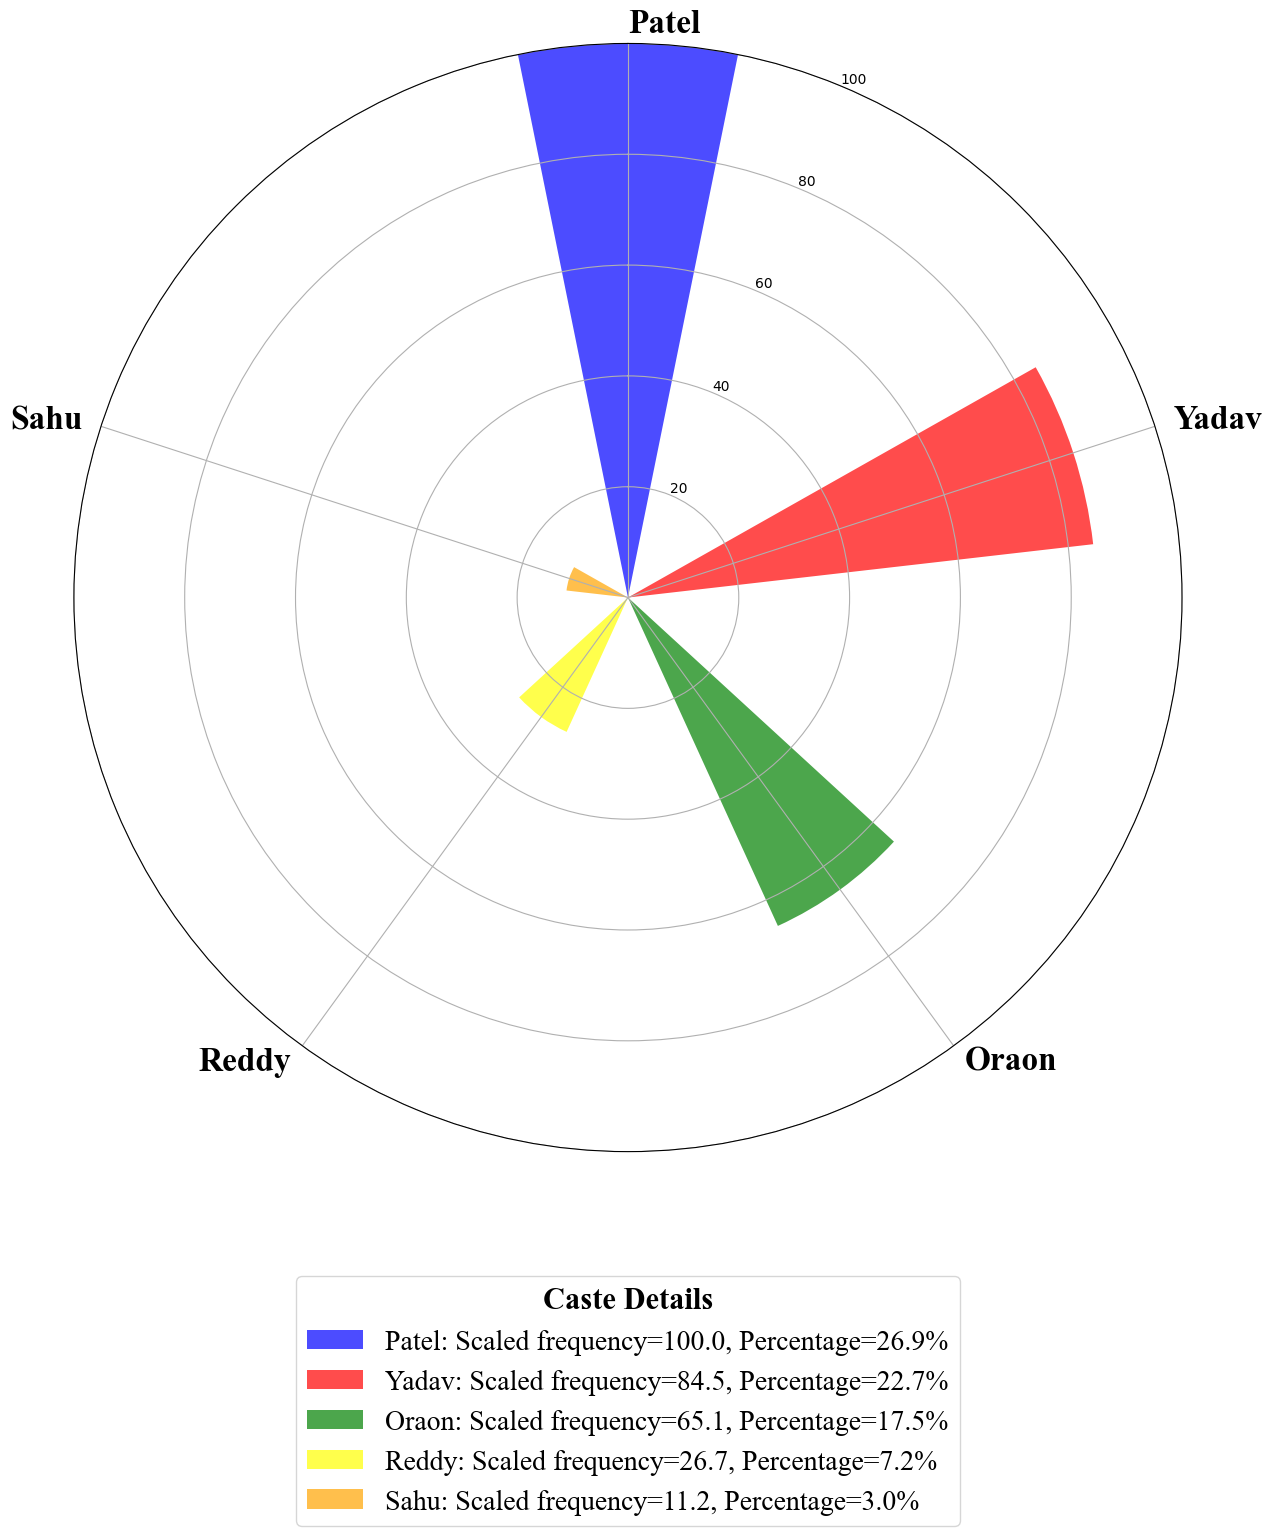 Patel
100
80
60
40
20
Sahu
Yadav
Reddy
Oraon
Caste Details
Patel: Scaled frequency=100.0, Percentage=26.9%
Yadav: Scaled frequency=84.5, Percentage=22.7%
Oraon: Scaled frequency=65.1, Percentage=17.5%
Reddy: Scaled frequency=26.7, Percentage=7.2%
Sahu: Scaled frequency=11.2, Percentage=3.0%